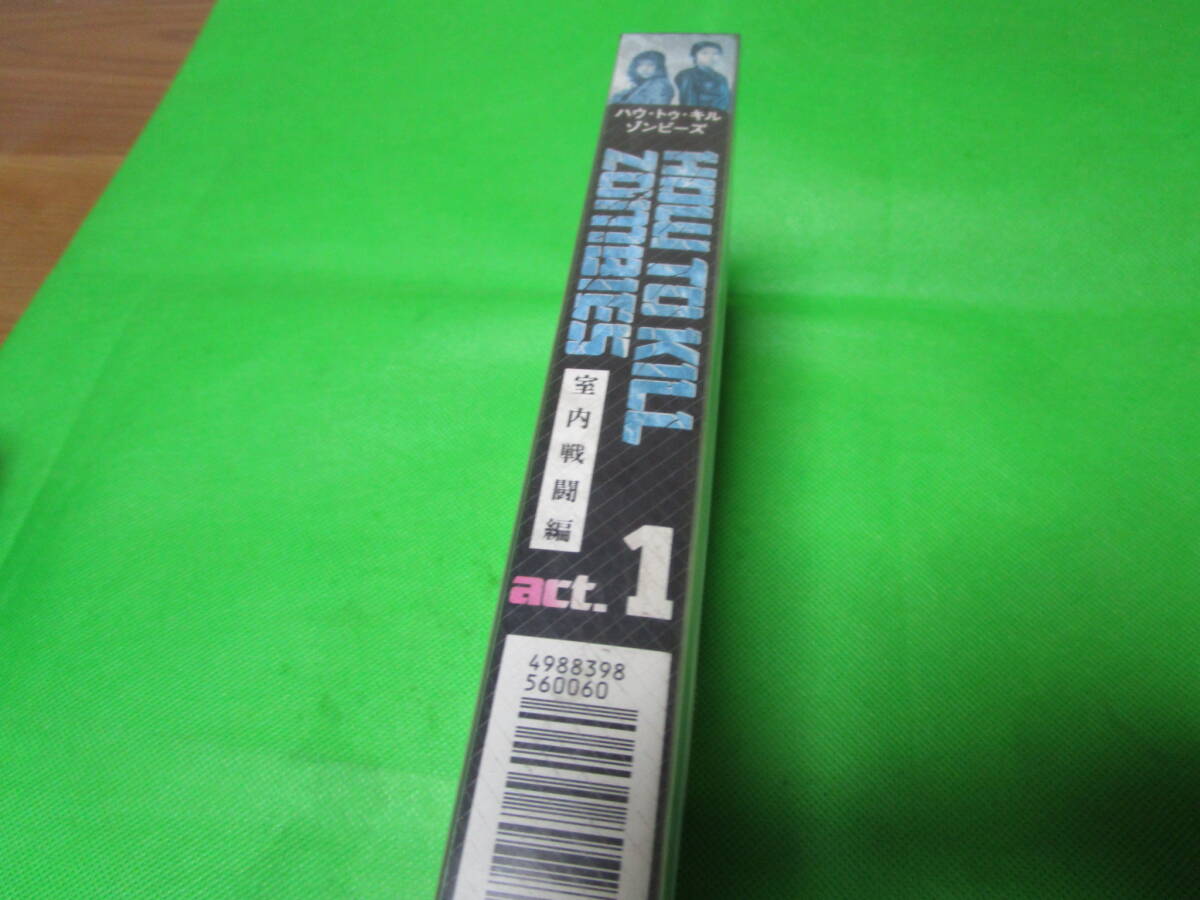 ハウ・トゥ・キル
ゾンビーズ
HOW TO KILL
ZOMBIES
室内戦闘編
act. 1
4988398
560060